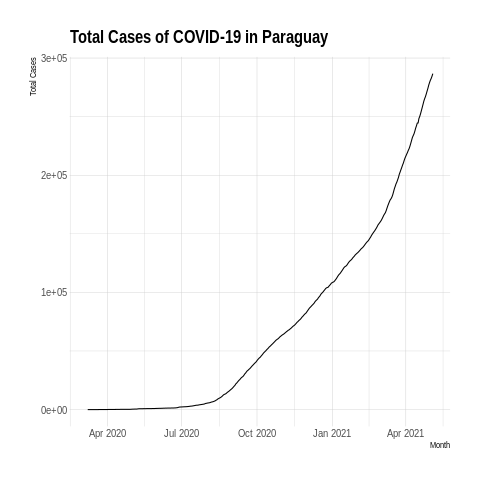 Total Cases of COVID-19 in Paraguay
Total Cases
3e+05
2e+05
1e+05
0e+00
Apr 2020
Jul 2020
Oct 2020
Jan 2021
Apr 2021
Month